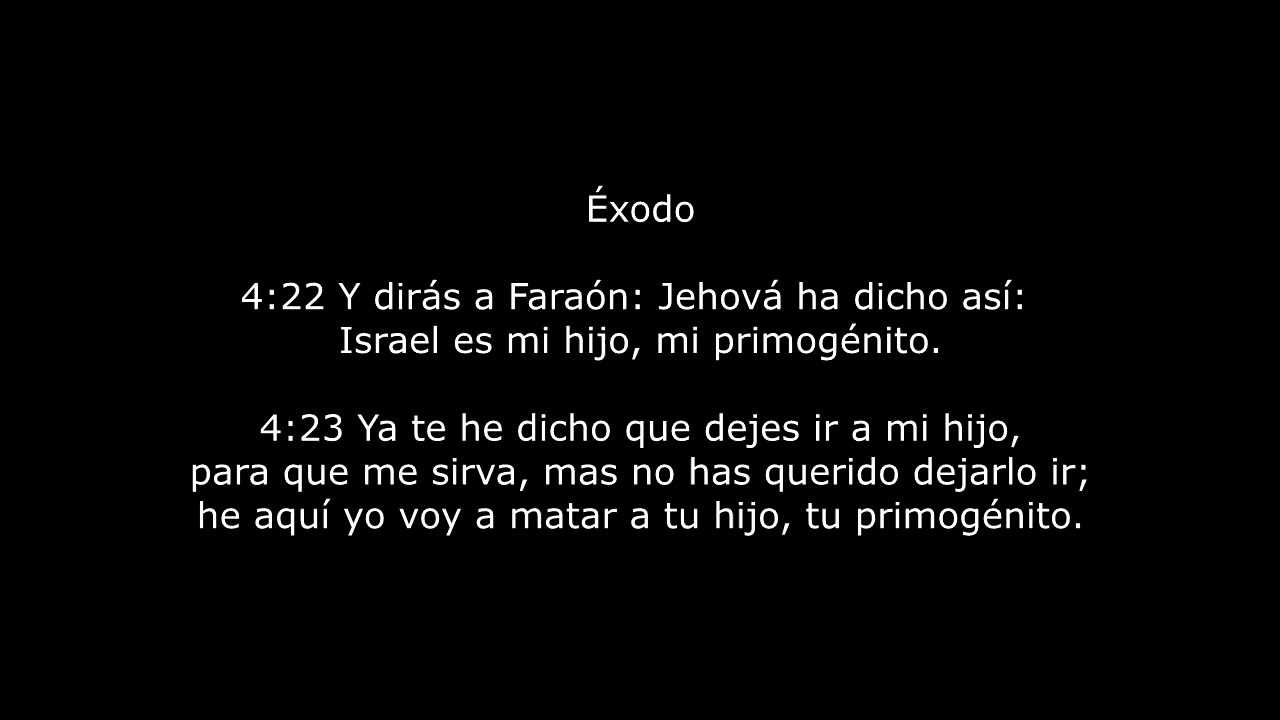 Éxodo
4:22 Y dirás a Faraón: Jehová ha dicho así:
Israel es mi hijo, mi primogénito.
4:23 Ya te he dicho que dejes ir a mi hijo,
para que me sirva, mas no has querido dejarlo ir;
he aquí yo voy a matar a tu hijo, tu primogénito.